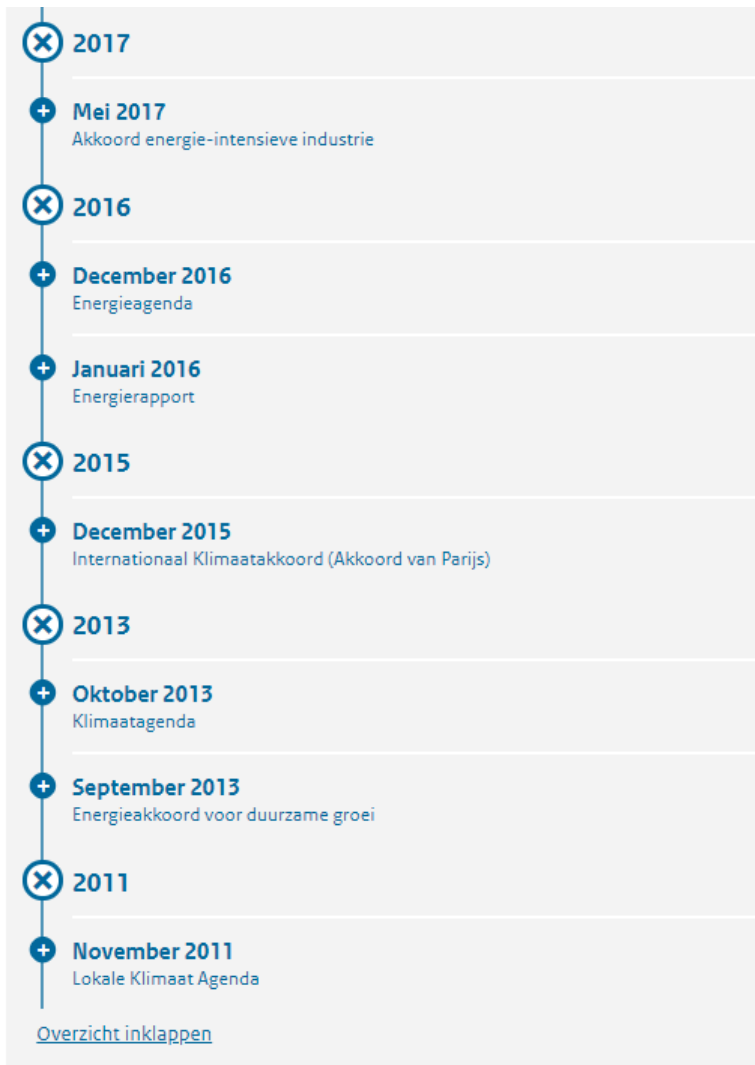 2017
Mei 2017
Akkoord energie-intensieve industrie
2016
December 2016
Energieagenda
Januari 2016
Energierapport
2015
December 2015
Internationaal Klimaatakkoord (Akkoord van Parijs)
2013
Oktober 2013
Klimaatagenda
September 2013
Energieakkoord voor duurzame groei
2011
November 2011
Lokale Klimaat Agenda
Overzicht inklappen